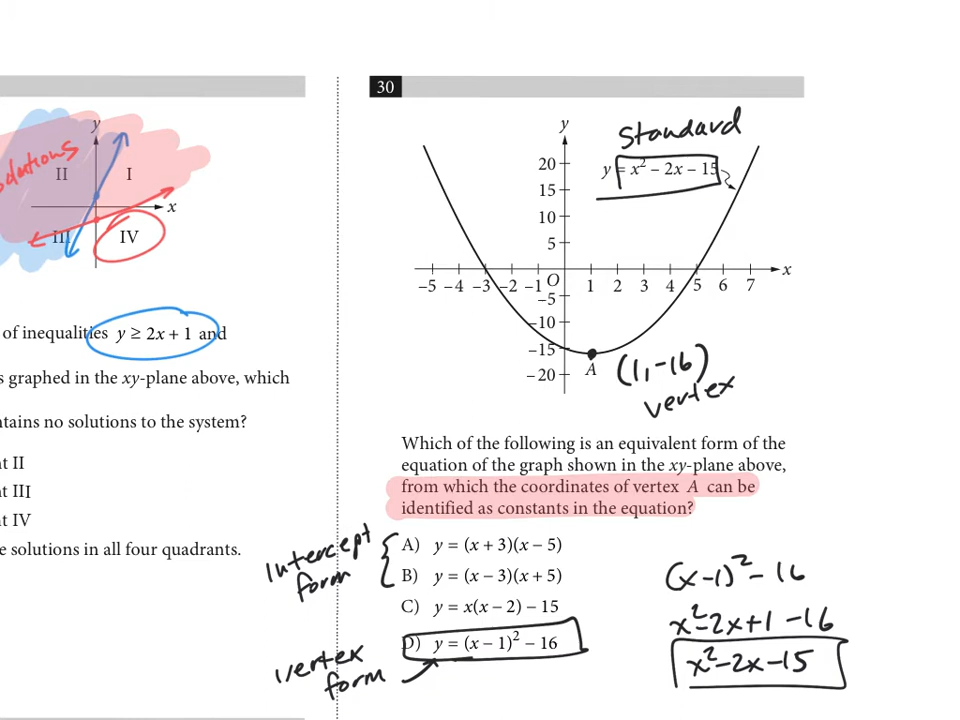 y
olutions
II
I
x
III
IV
of inequalities y ≥ 2x + 1 and
s graphed in the xy-plane above, which
ntains no solutions to the system?
t II
t III
t IV
e solutions in all four quadrants.
30
y
Standard
y = x² − 2x − 15
20
15
10
5
O
x
−5 −4 −3 −2 −1 1 2 3 4 5 6 7
−5
−10
−15
−20
A
(1, -16)
vertex
Which of the following is an equivalent form of the
equation of the graph shown in the xy-plane above,
from which the coordinates of vertex A can be
identified as constants in the equation?
Intercept
form
A) y = (x + 3)(x − 5)
B) y = (x − 3)(x + 5)
C) y = x(x − 2) − 15
D) y = (x − 1)² − 16
vertex
form
(x-1)² - 16
x²-2x+1 -16
x²-2x-15